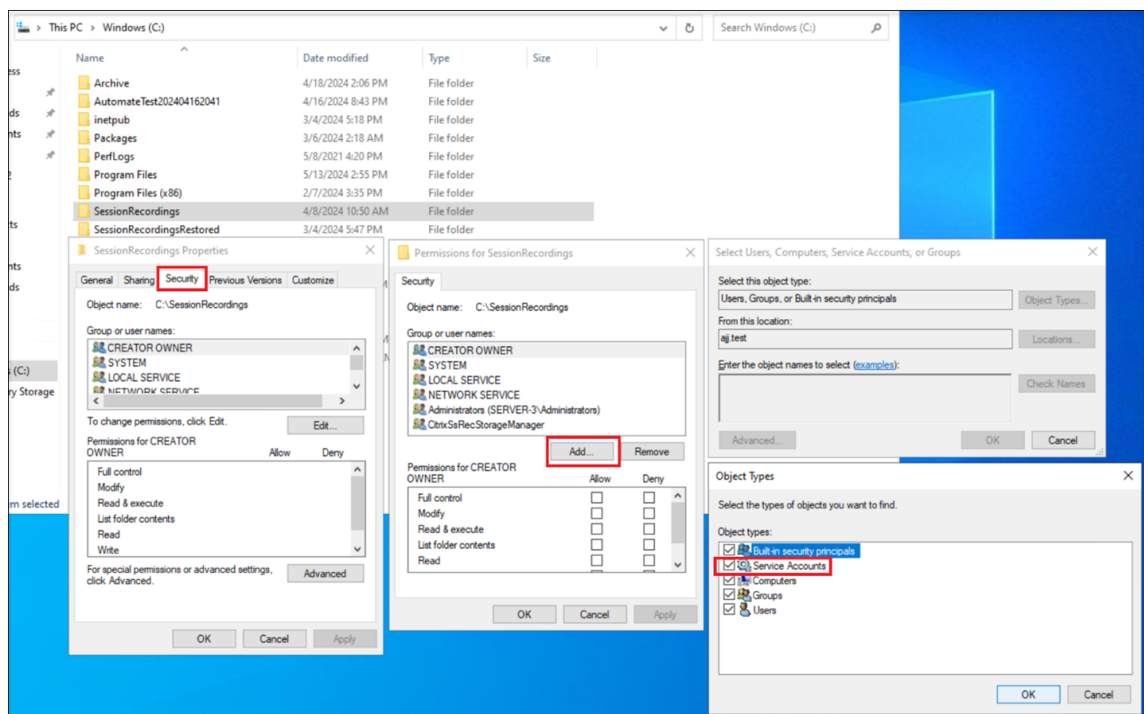 This PC > Windows (C:)
Search Windows (C:)
Name Date modified Type Size
Archive 4/18/2024 2:06 PM File folder
AutomateTest202404162041 4/16/2024 8:43 PM File folder
inetpub 3/4/2024 5:18 PM File folder
Packages 3/6/2024 2:18 AM File folder
PerfLogs 5/8/2021 4:20 PM File folder
Program Files 5/13/2024 2:55 PM File folder
Program Files (x86) 2/7/2024 3:35 PM File folder
SessionRecordings 4/8/2024 10:50 AM File folder
SessionRecordingsRestored 3/4/2024 5:47 PM File folder
ess
ds
nts
ts
nts
ds
(C:)
ry Storage
m selected
SessionRecordings Properties
General Sharing Security Previous Versions Customize
Object name: C:\SessionRecordings
Group or user names:
CREATOR OWNER
SYSTEM
LOCAL SERVICE
NETWORK SERVICE
To change permissions, click Edit.
Edit...
Permissions for CREATOR
OWNER Allow Deny
Full control
Modify
Read & execute
List folder contents
Read
Write
For special permissions or advanced settings,
click Advanced.
Advanced
OK Cancel Apply
Permissions for SessionRecordings
Security
Object name: C:\SessionRecordings
Group or user names:
CREATOR OWNER
SYSTEM
LOCAL SERVICE
NETWORK SERVICE
Administrators (SERVER-3\Administrators)
CitrixSsRecStorageManager
Add... Remove
Permissions for CREATOR
OWNER Allow Deny
Full control
Modify
Read & execute
List folder contents
Read
OK Cancel Apply
Select Users, Computers, Service Accounts, or Groups
Select this object type:
Users, Groups, or Built-in security principals
Object Types...
From this location:
ajj.test
Locations...
Enter the object names to select (examples):
Check Names
Advanced...
OK Cancel
Object Types
Select the types of objects you want to find.
Object types:
Built-in security principals
Service Accounts
Computers
Groups
Users
OK Cancel